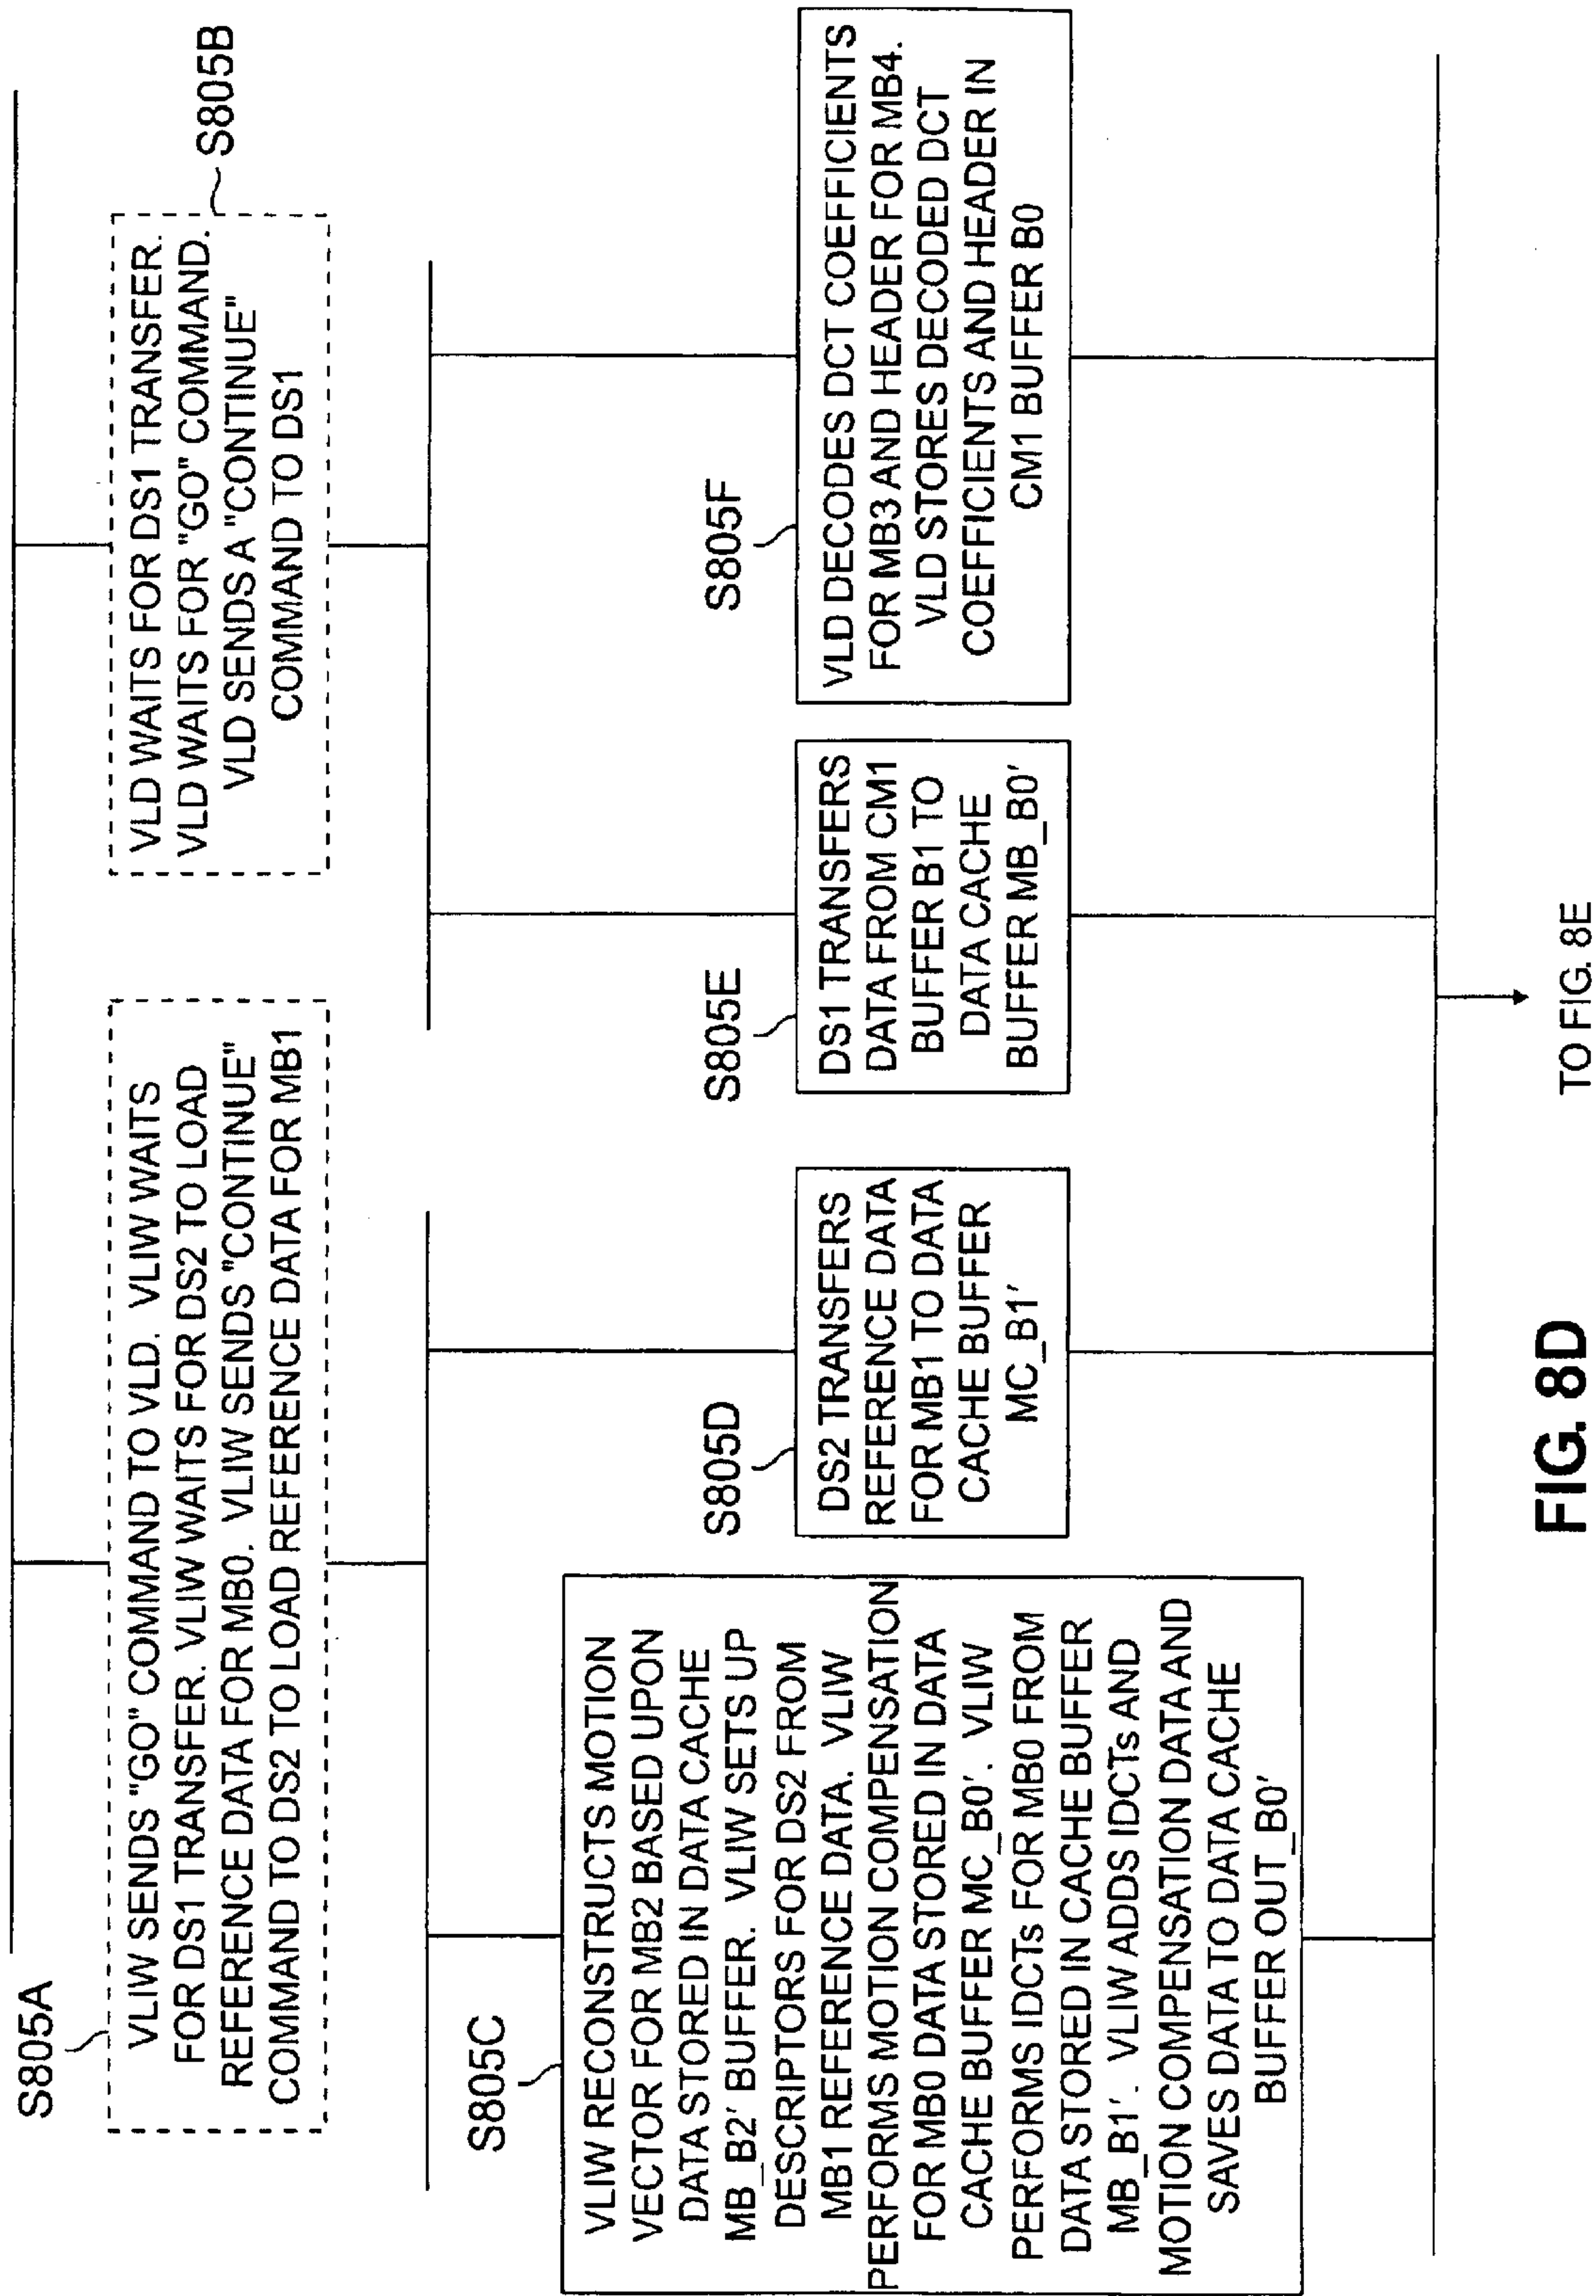 S805A
VLIW SENDS "GO" COMMAND TO VLD. VLIW WAITS
FOR DS1 TRANSFER. VLIW WAITS FOR DS2 TO LOAD
REFERENCE DATA FOR MB0. VLIW SENDS "CONTINUE"
COMMAND TO DS2 TO LOAD REFERENCE DATA FOR MB1
S805B
VLD WAITS FOR DS1 TRANSFER.
VLD WAITS FOR "GO" COMMAND.
VLD SENDS A "CONTINUE"
COMMAND TO DS1
S805C
VLIW RECONSTRUCTS MOTION
VECTOR FOR MB2 BASED UPON
DATA STORED IN DATA CACHE
MB_B2' BUFFER. VLIW SETS UP
DESCRIPTORS FOR DS2 FROM
MB1 REFERENCE DATA. VLIW
PERFORMS MOTION COMPENSATION
FOR MB0 DATA STORED IN DATA
CACHE BUFFER MC_B0'. VLIW
PERFORMS IDCTs FOR MB0 FROM
DATA STORED IN CACHE BUFFER
MB_B1'. VLIW ADDS IDCTs AND
MOTION COMPENSATION DATA AND
SAVES DATA TO DATA CACHE
BUFFER OUT_B0'
S805D
DS2 TRANSFERS
REFERENCE DATA
FOR MB1 TO DATA
CACHE BUFFER
MC_B1'
S805E
DS1 TRANSFERS
DATA FROM CM1
BUFFER B1 TO
DATA CACHE
BUFFER MB_B0'
S805F
VLD DECODES DCT COEFFICIENTS
FOR MB3 AND HEADER FOR MB4.
VLD STORES DECODED DCT
COEFFICIENTS AND HEADER IN
CM1 BUFFER B0
TO FIG. 8E
FIG. 8D